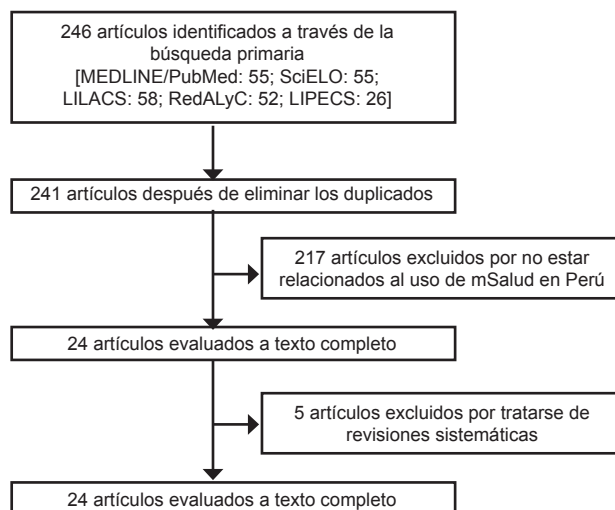 246 artículos identificados a través de la
búsqueda primaria
[MEDLINE/PubMed: 55; SciELO: 55;
LILACS: 58; RedALyC: 52; LIPECS: 26]
241 artículos después de eliminar los duplicados
217 artículos excluidos por no estar
relacionados al uso de mSalud en Perú
24 artículos evaluados a texto completo
5 artículos excluidos por tratarse de
revisiones sistemáticas
24 artículos evaluados a texto completo